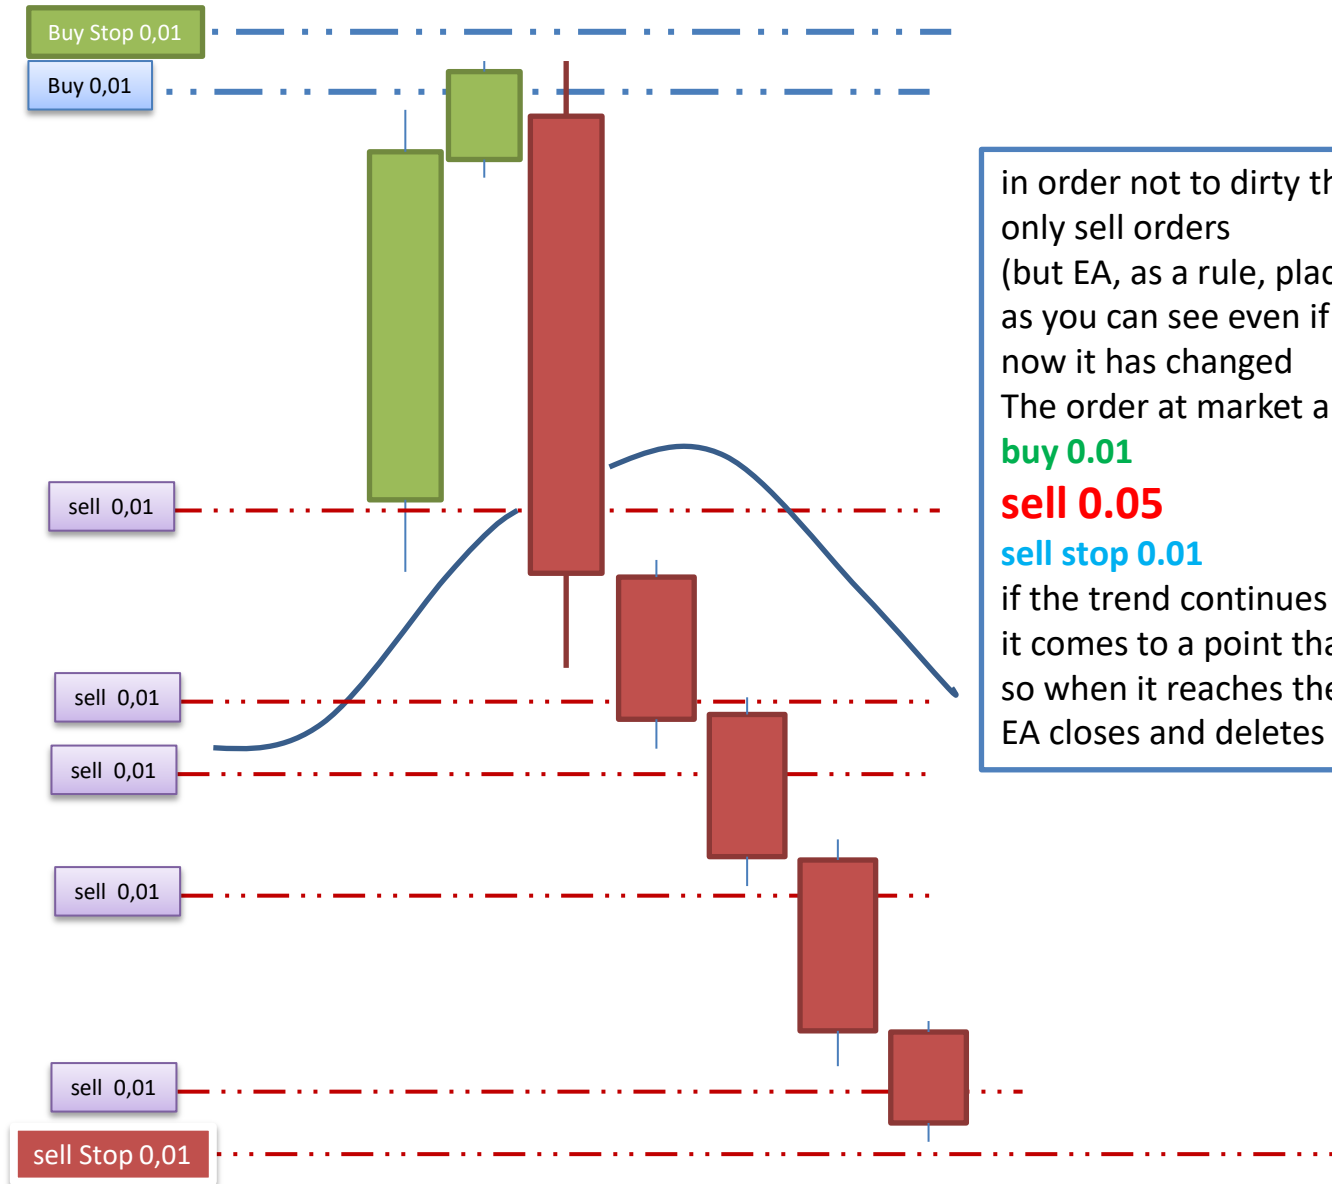 Buy Stop 0,01
Buy 0,01
sell 0,01
sell 0,01
sell 0,01
sell 0,01
sell 0,01
sell Stop 0,01
in order not to dirty
only sell orders
(but EA, as a rule,
as you can see even if
now it has changed
The order at market
buy 0.01
sell 0.05
sell stop 0.01
if the trend continues
it comes to a point
so when it reaches
EA closes and deletes